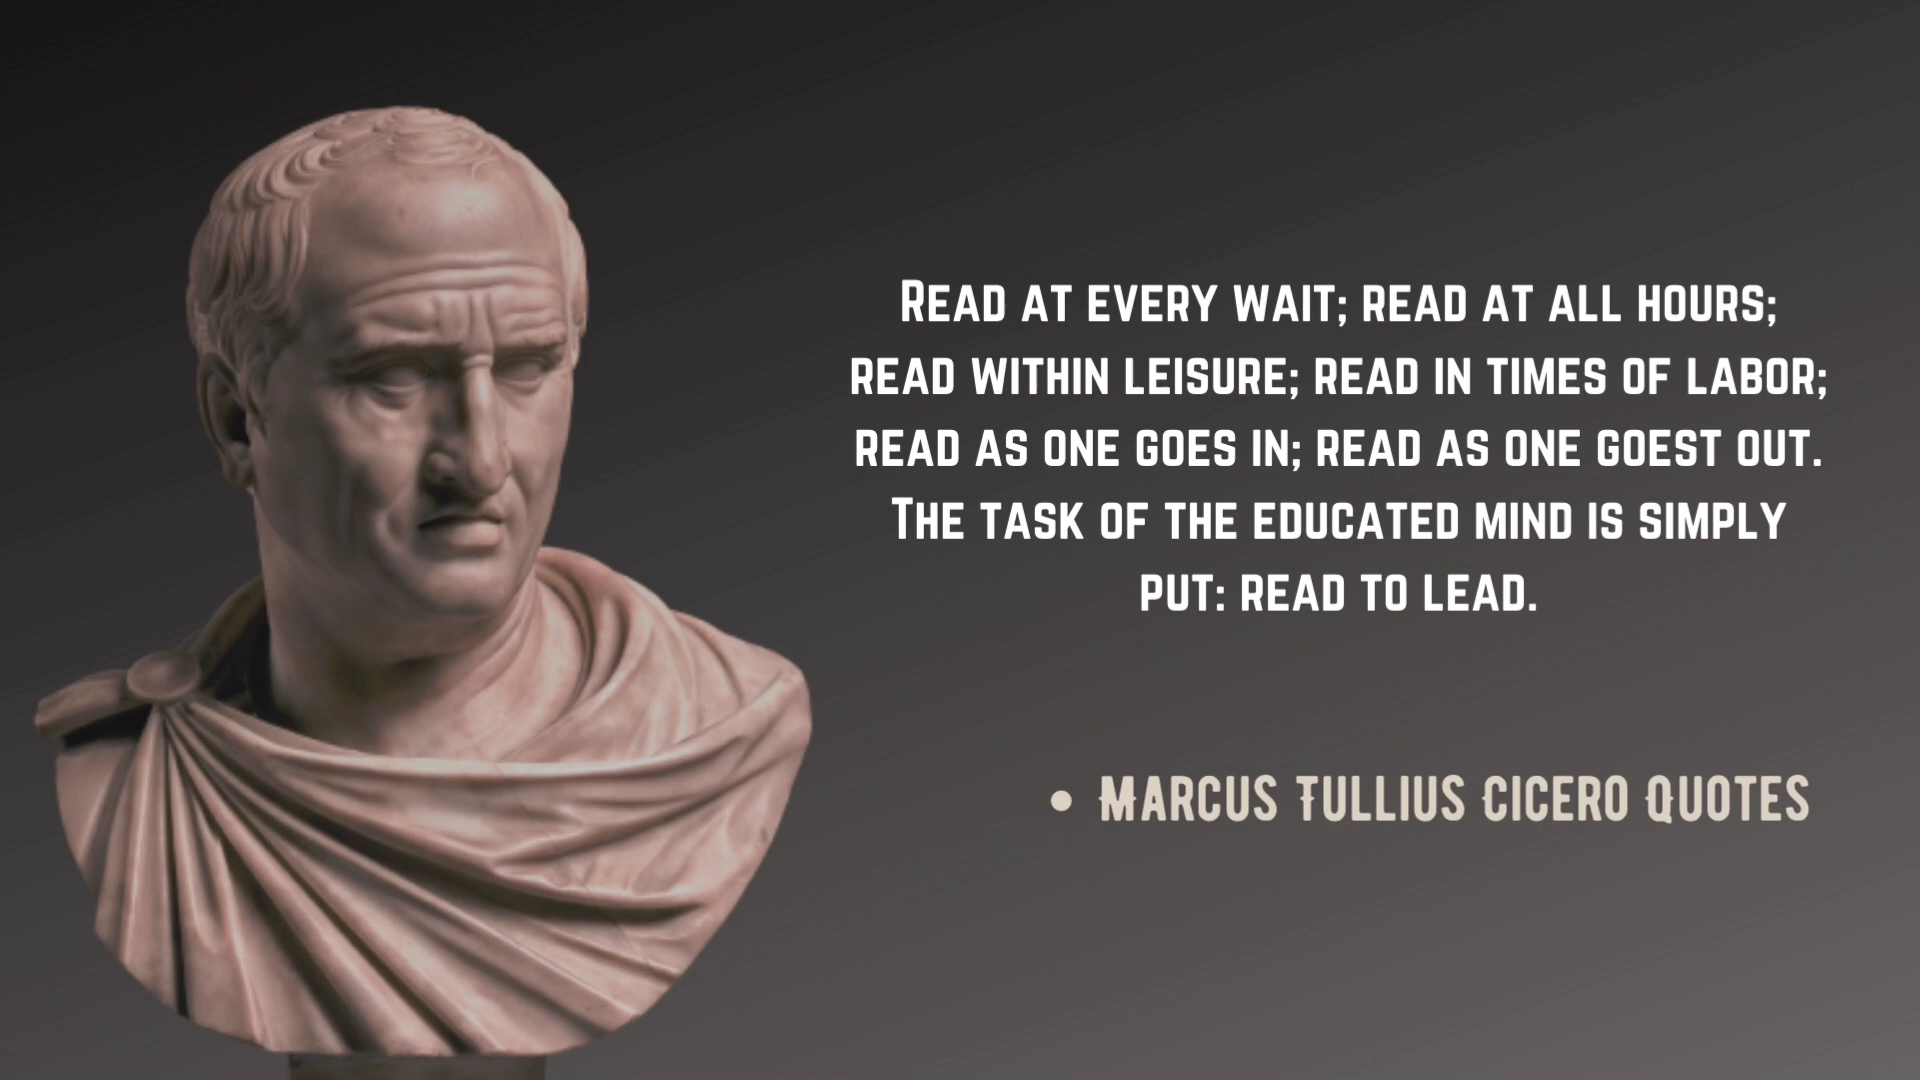 Read at every wait; read at all hours;
read within leisure; read in times of labor;
read as one goes in; read as one goest out.
The task of the educated mind is simply
put: read to lead.
• Marcus Tullius Cicero Quotes